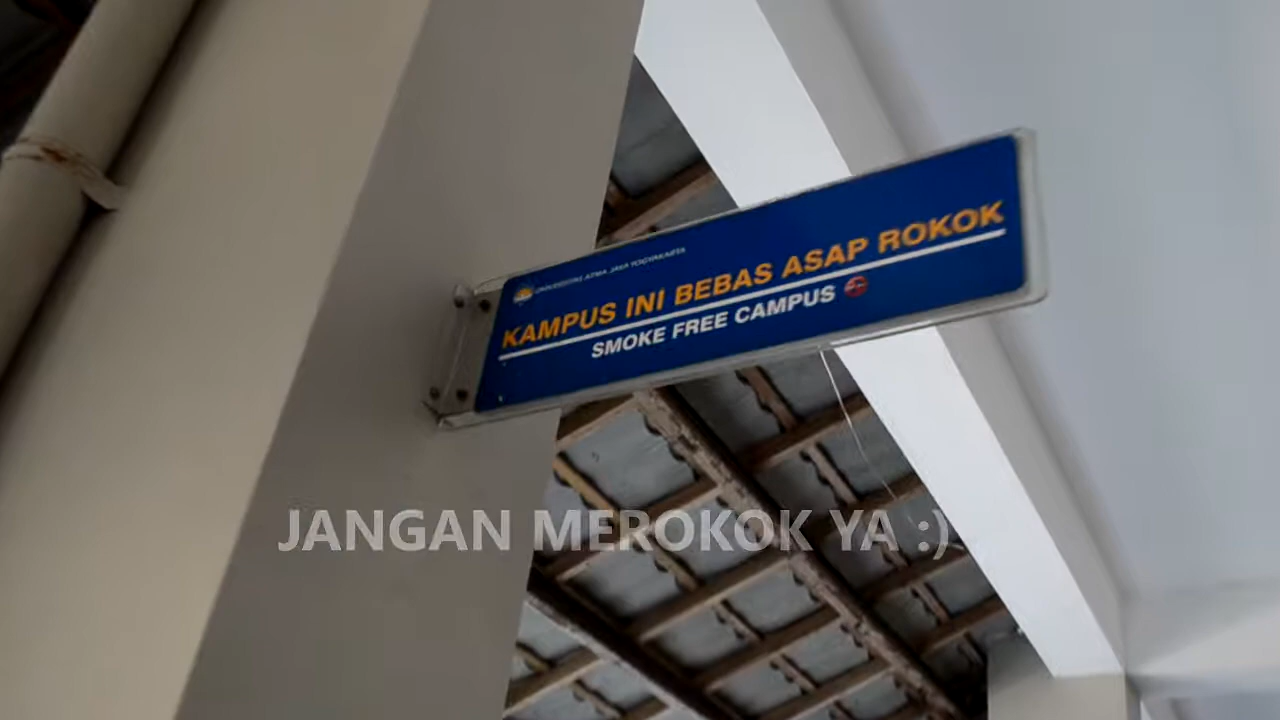 UNIVERSITAS ATMA JAYA YOGYAKARTA
KAMPUS INI BEBAS ASAP ROKOK
SMOKE FREE CAMPUS
JANGAN MEROKOK YA :)